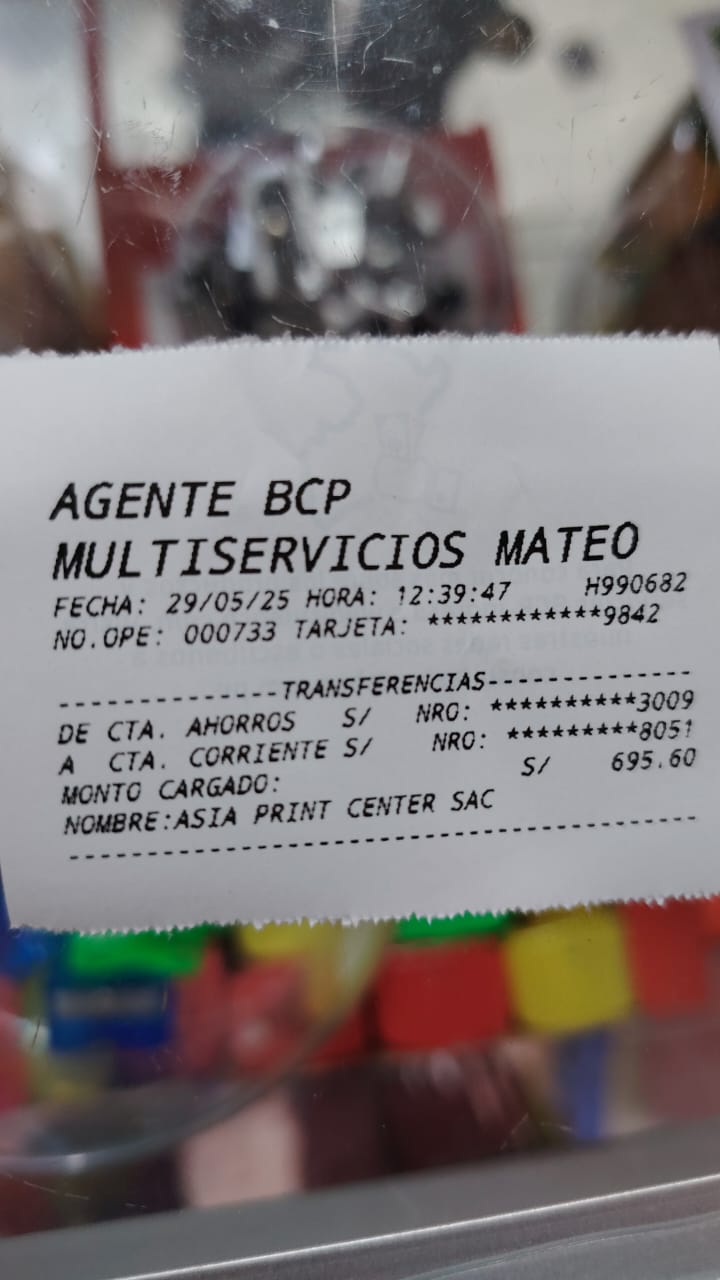 AGENTE BCP
MULTISERVICIOS MATEO
FECHA: 29/05/25 HORA: 12:39:47 H990682
NO.OPE: 000733 TARJETA: ************9842
--------------TRANSFERENCIAS-------------
DE CTA. AHORROS S/ NRO: **********3009
A CTA. CORRIENTE S/ NRO: *********8051
MONTO CARGADO: S/ 695.60
NOMBRE:ASIA PRINT CENTER SAC
-----------------------------------------